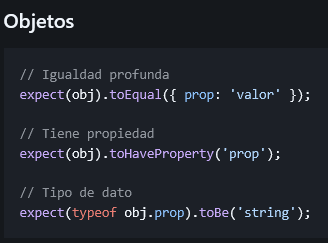 Objetos
// Igualdad profunda
expect(obj).toEqual({ prop: 'valor' });
// Tiene propiedad
expect(obj).toHaveProperty('prop');
// Tipo de dato
expect(typeof obj.prop).toBe('string');